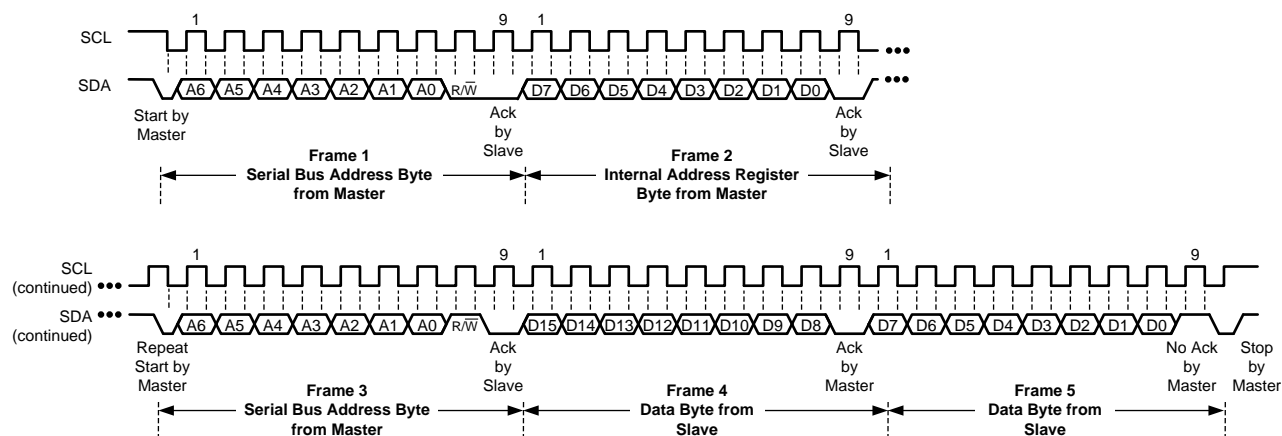 1 9 1 9
SCL
SDA A6 A5 A4 A3 A2 A1 A0 R/W̅ D7 D6 D5 D4 D3 D2 D1 D0
Start by
Master
Ack
by
Slave
Ack
by
Slave
Frame 1
Serial Bus Address Byte
from Master
Frame 2
Internal Address Register
Byte from Master
1 9 1 9 1 9
SCL
(continued)
SDA
(continued)
A6 A5 A4 A3 A2 A1 A0 R/W̅ D15 D14 D13 D12 D11 D10 D9 D8 D7 D6 D5 D4 D3 D2 D1 D0
Repeat
Start by
Master
Ack
by
Slave
Ack
by
Master
No Ack
by
Master
Stop
by
Master
Frame 3
Serial Bus Address Byte
from Master
Frame 4
Data Byte from
Slave
Frame 5
Data Byte from
Slave